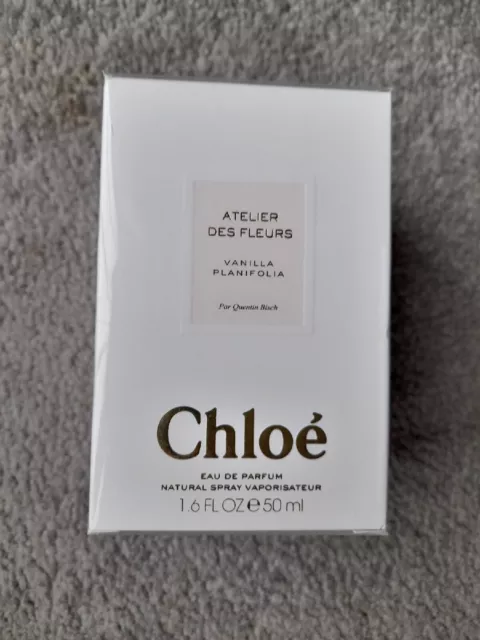 ATELIER
DES FLEURS
VANILLA
PLANIFOLIA
Par Quentin Bisch
Chloé
EAU DE PARFUM
NATURAL SPRAY VAPORISATEUR
1.6 FL OZ ℮ 50 ml